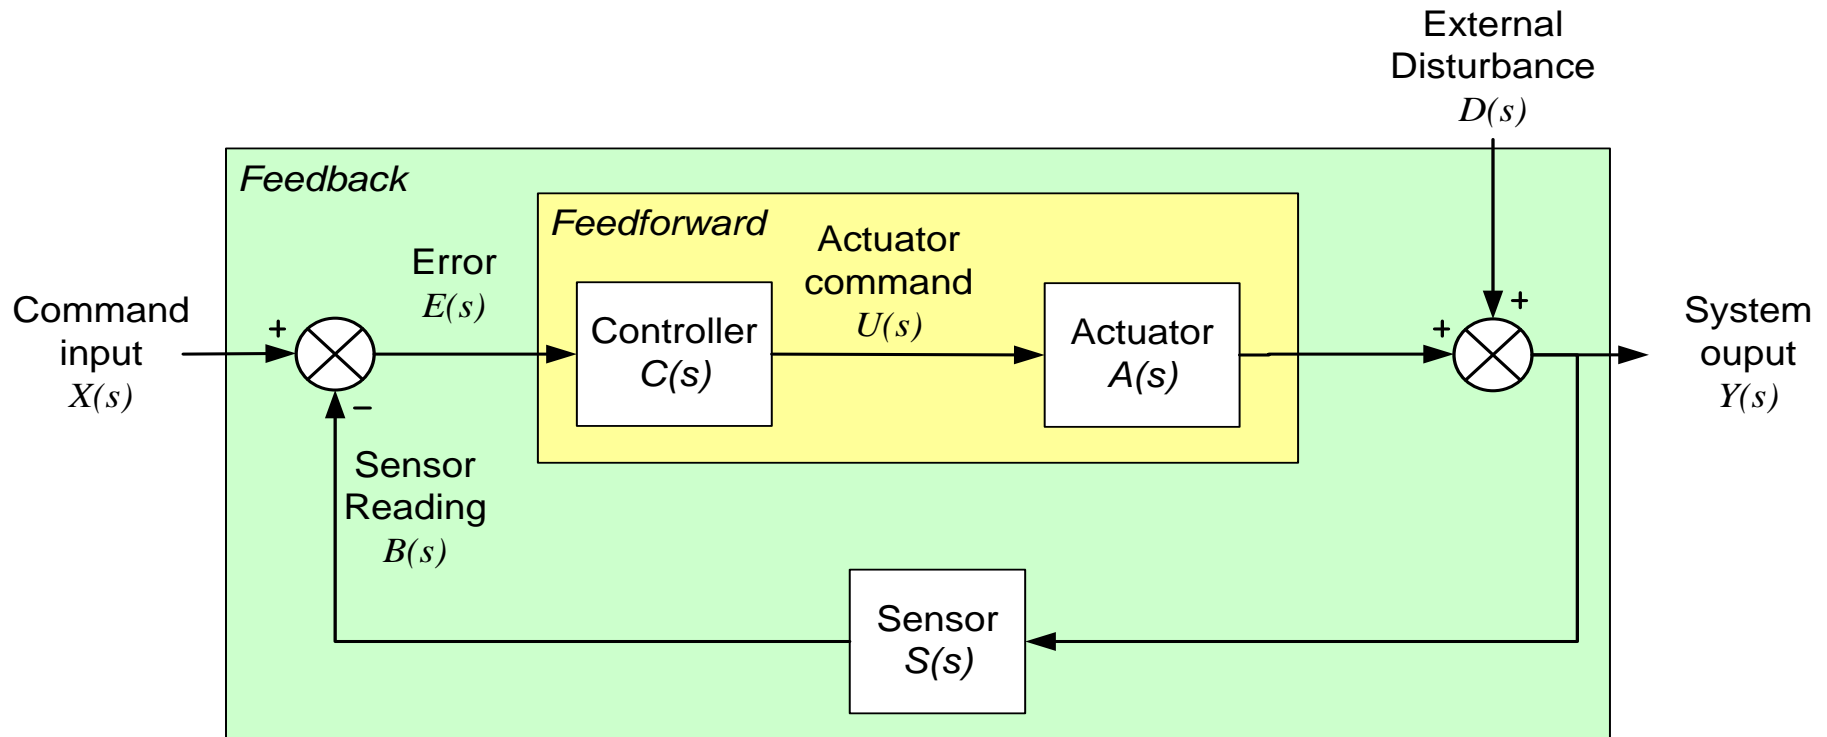 External
Disturbance
D(s)
Feedback
Feedforward
Error
E(s)
Actuator
command
U(s)
Command
input
X(s)
+
−
Controller
C(s)
Actuator
A(s)
+
+
System
ouput
Y(s)
Sensor
Reading
B(s)
Sensor
S(s)